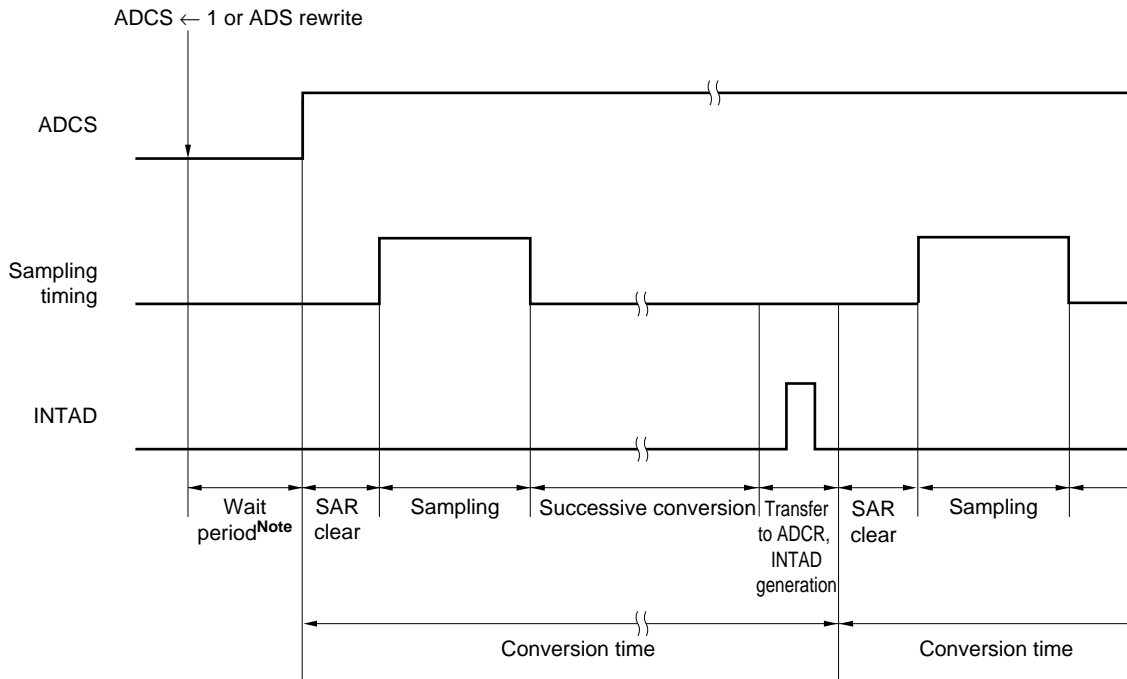 ADCS ← 1 or ADS rewrite
ADCS
Sampling
timing
INTAD
Wait
periodNote
SAR
clear
Sampling
Successive conversion
Transfer
to ADCR,
INTAD
generation
SAR
clear
Sampling
Conversion time
Conversion time